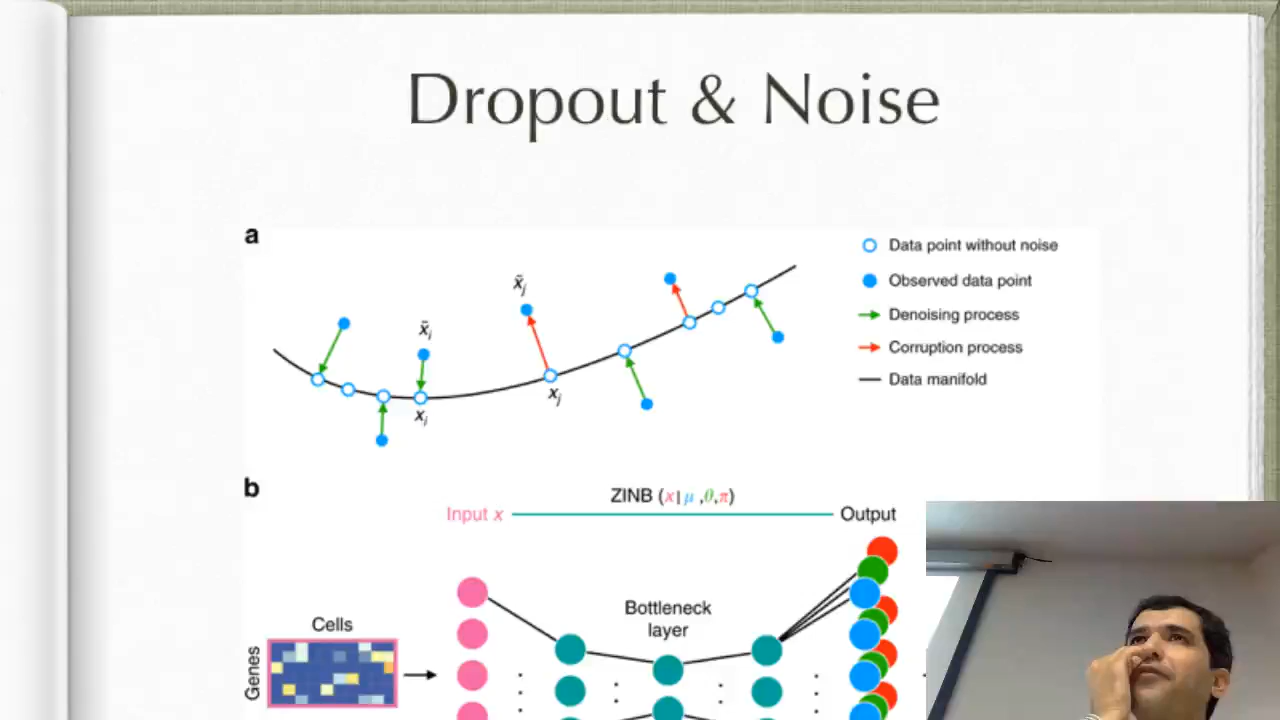 Dropout & Noise
a
Data point without noise
Observed data point
Denoising process
Corruption process
Data manifold
x̃ⱼ
x̃ᵢ
xᵢ
xⱼ
b
ZINB (x|μ ,θ,π)
Input x
Output
Bottleneck
layer
Cells
Genes